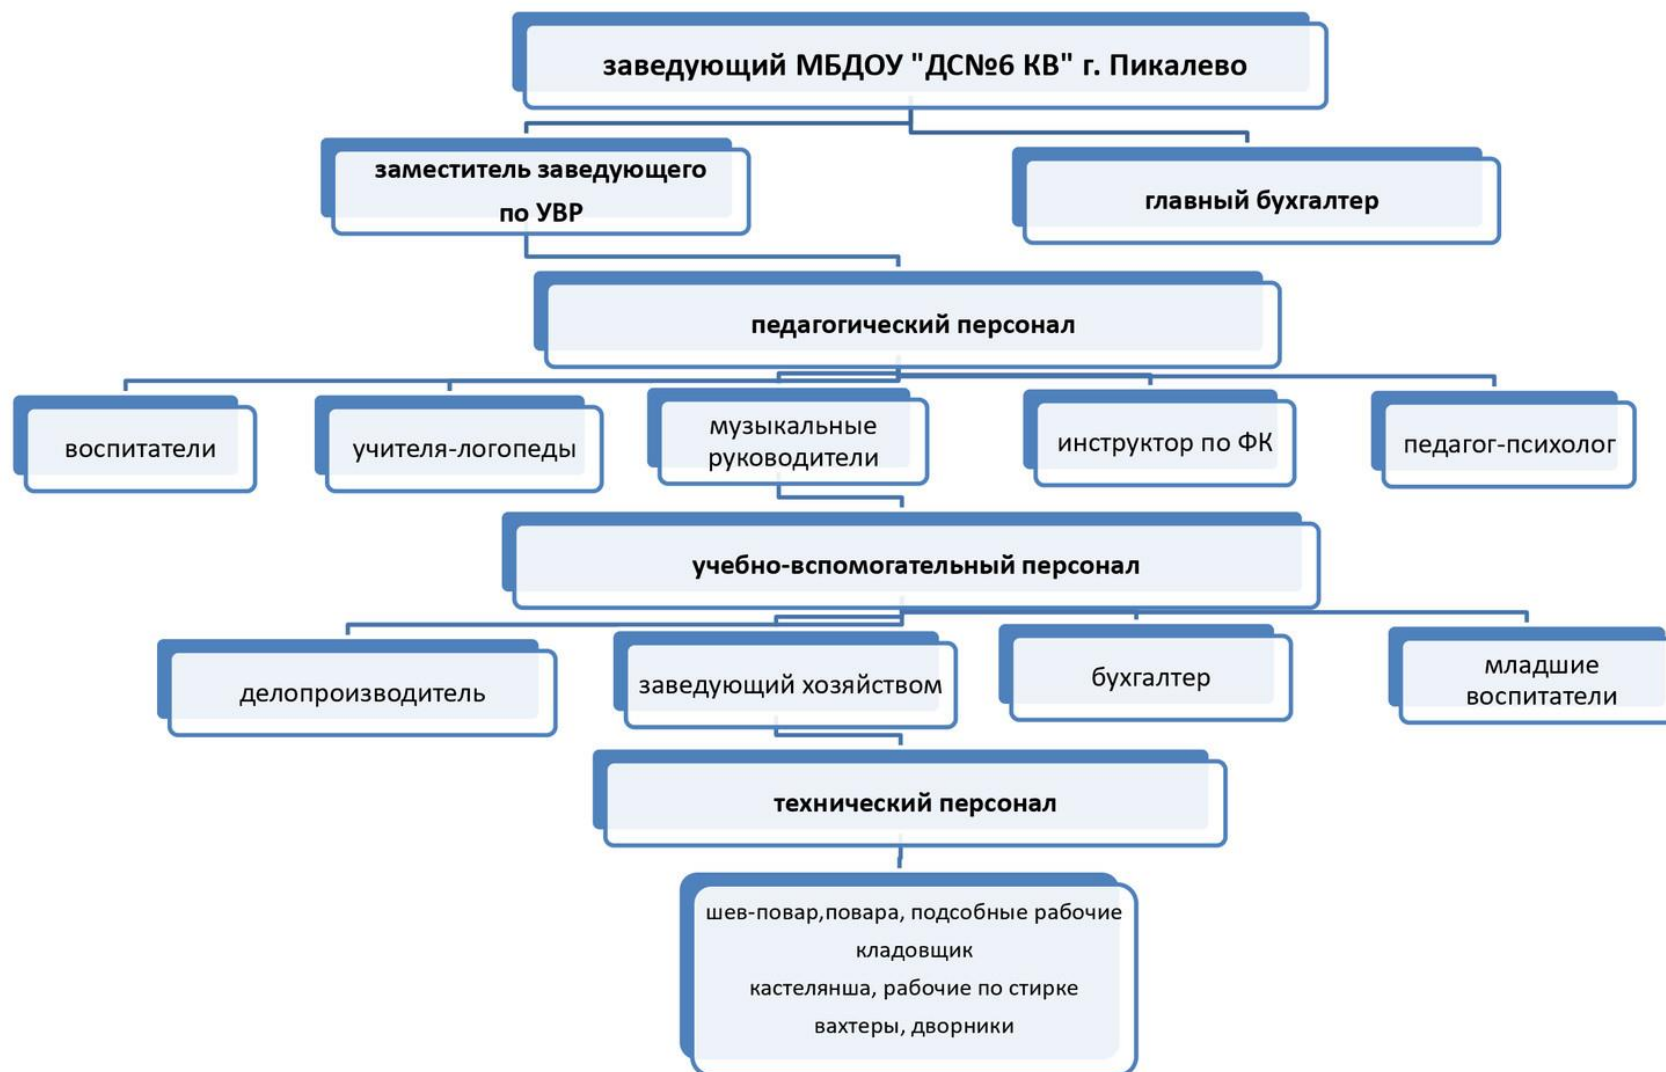 заведующий МБДОУ "ДС№6 КВ" г. Пикалево
заместитель заведующего
по УВР
главный бухгалтер
педагогический персонал
воспитатели
учителя-логопеды
музыкальные
руководители
инструктор по ФК
педагог-психолог
учебно-вспомогательный персонал
делопроизводитель
заведующий хозяйством
бухгалтер
младшие
воспитатели
технический персонал
шев-повар,повара, подсобные рабочие
кладовщик
кастелянша, рабочие по стирке
вахтеры, дворники